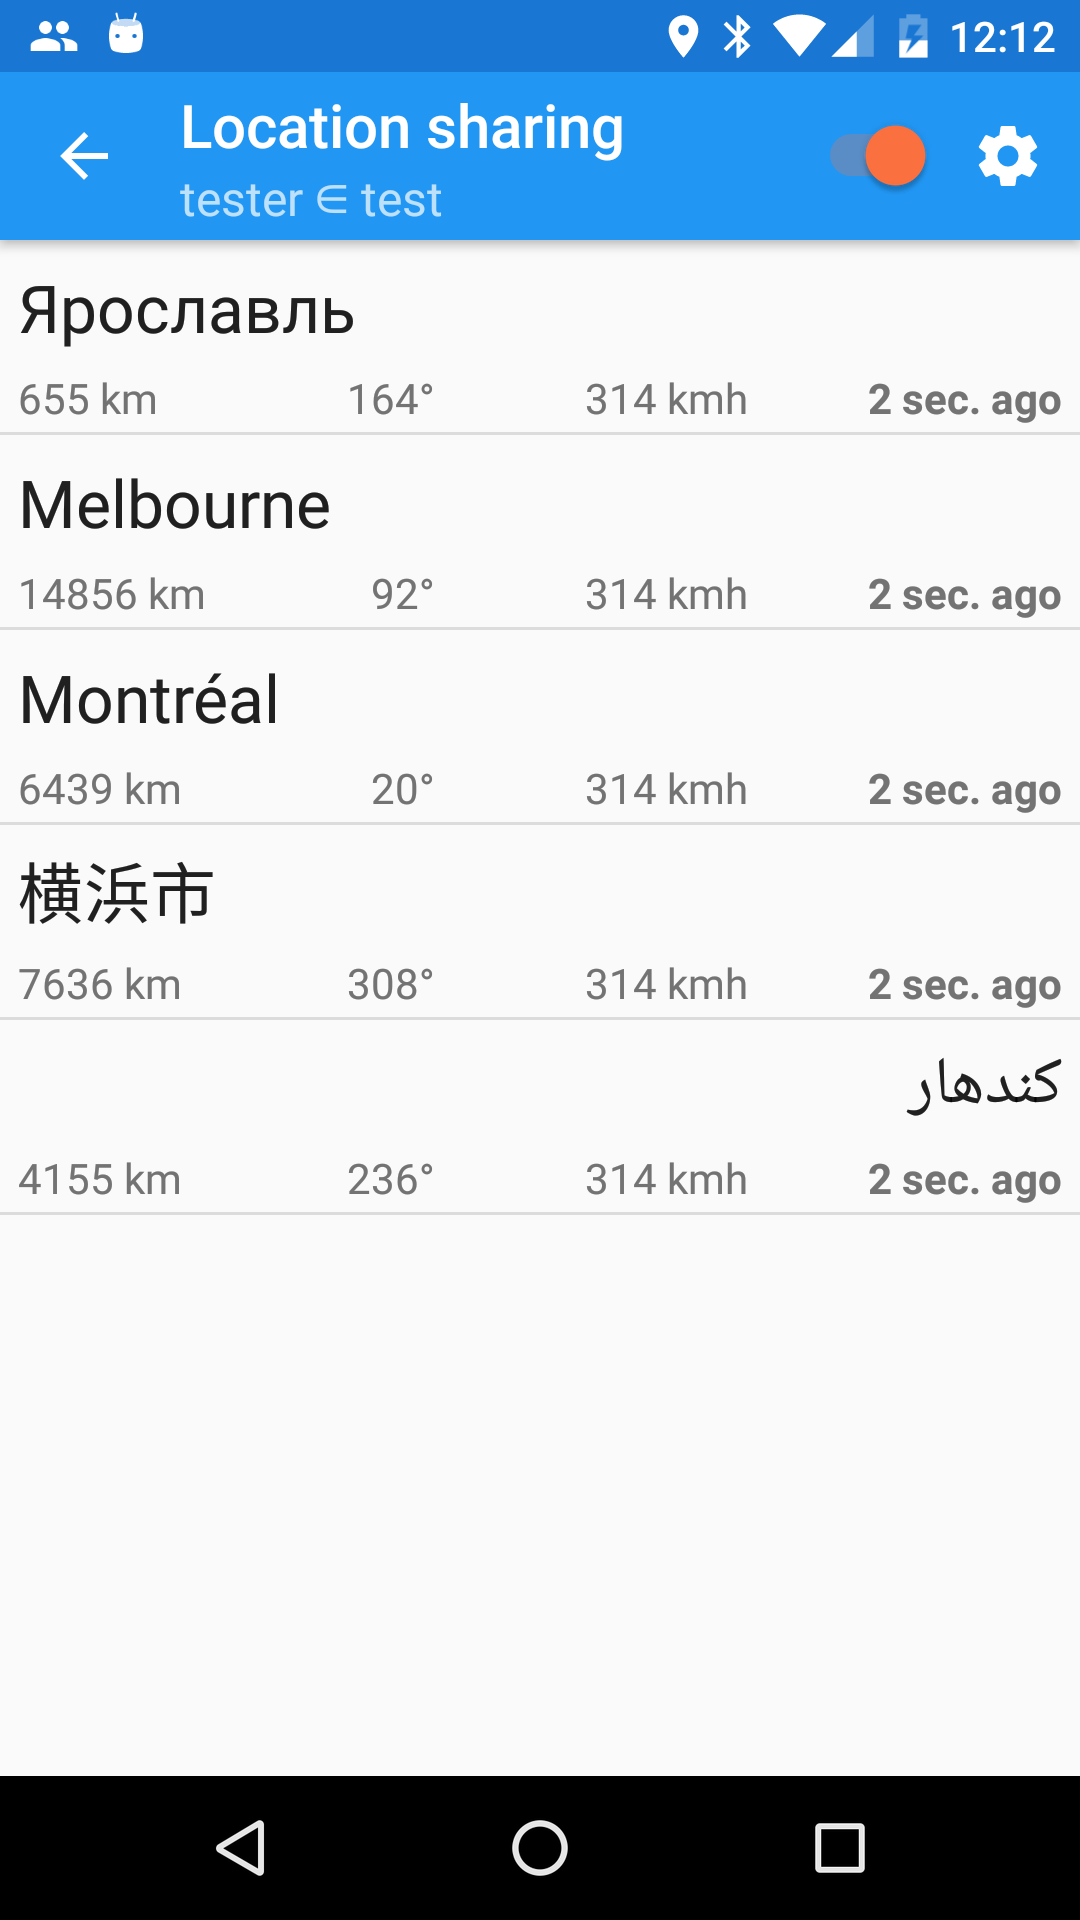 12:12
Location sharing
tester ∈ test
Ярославль
655 km 164° 314 kmh 2 sec. ago
Melbourne
14856 km 92° 314 kmh 2 sec. ago
Montréal
6439 km 20° 314 kmh 2 sec. ago
横浜市
7636 km 308° 314 kmh 2 sec. ago
کندهار
4155 km 236° 314 kmh 2 sec. ago